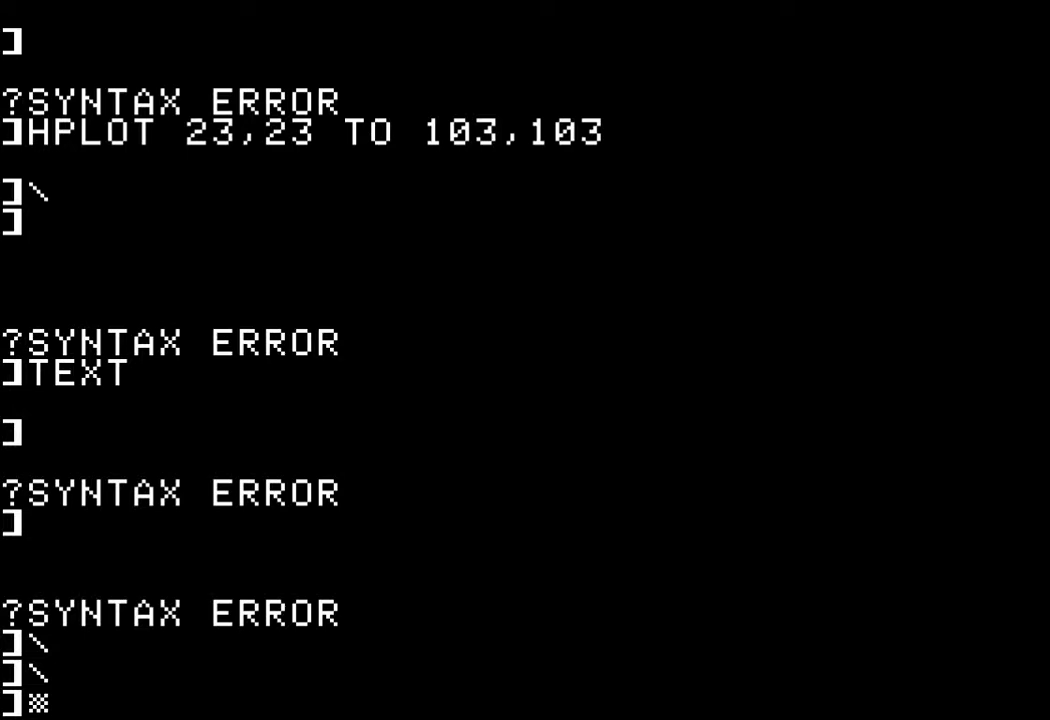 ]
?SYNTAX ERROR
]HPLOT 23,23 TO 103,103
]\
]
?SYNTAX ERROR
]TEXT
]
?SYNTAX ERROR
]
?SYNTAX ERROR
]\
]\
]